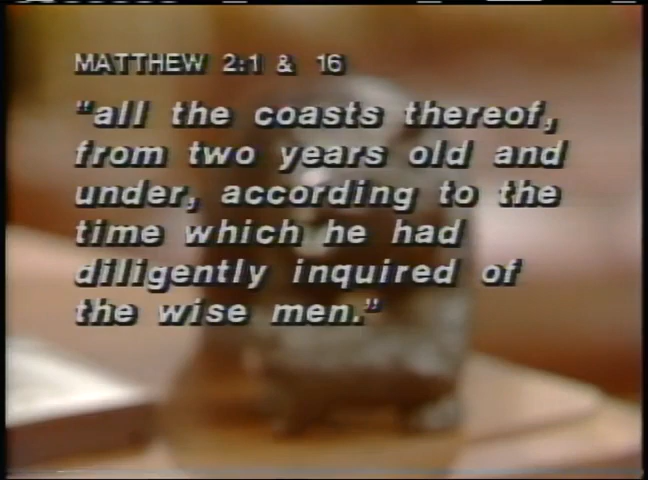 MATTHEW 2:1 & 16
"all the coasts thereof,
from two years old and
under, according to the
time which he had
diligently inquired of
the wise men."